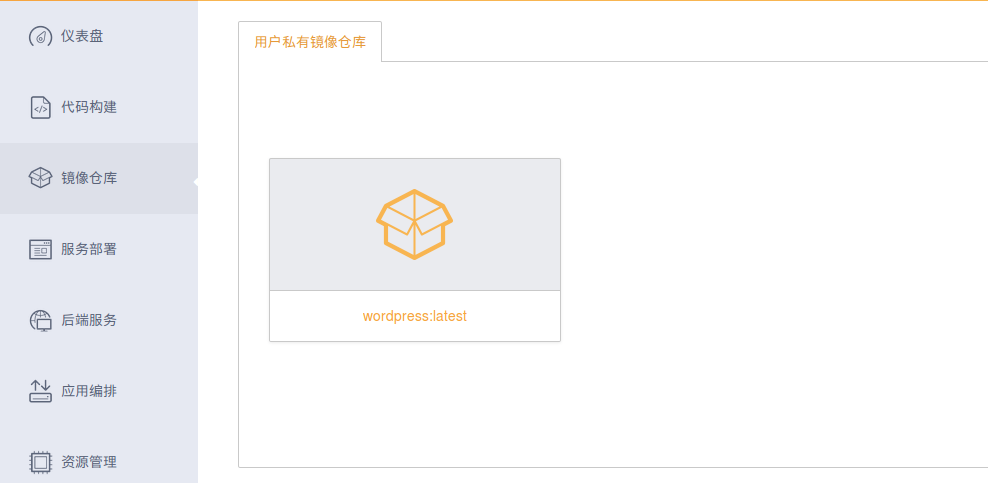 仪表盘
代码构建
镜像仓库
服务部署
后端服务
应用编排
资源管理
用户私有镜像仓库
wordpress:latest